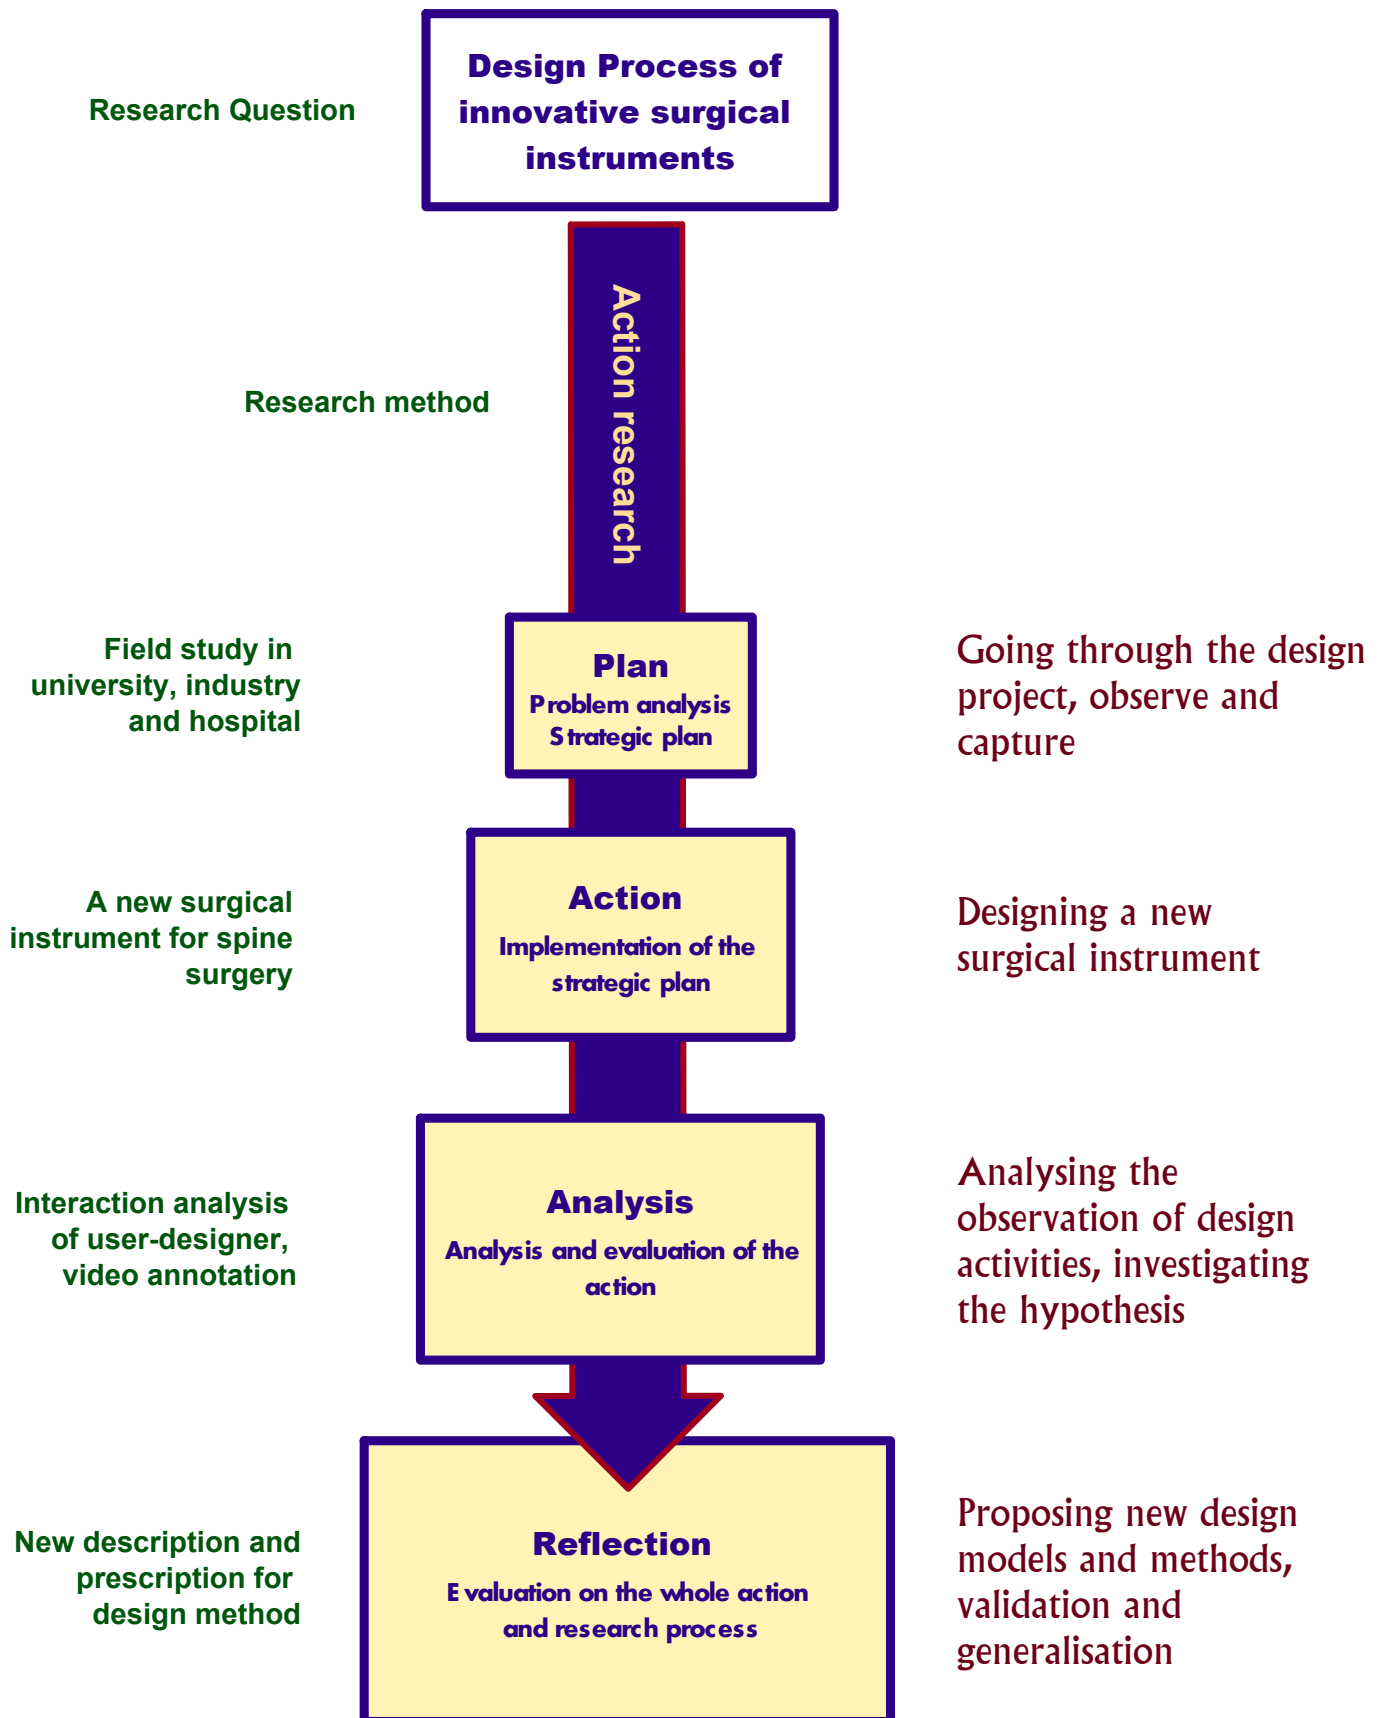 Design Process of
innovative surgical
instruments
Research Question
Action research
Research method
Field study in
university, industry
and hospital
Plan
Problem analysis
Strategic plan
Going through the design
project, observe and
capture
A new surgical
instrument for spine
surgery
Action
Implementation of the
strategic plan
Designing a new
surgical instrument
Interaction analysis
of user-designer,
video annotation
Analysis
Analysis and evaluation of the
action
Analysing the
observation of design
activities, investigating
the hypothesis
New description and
prescription for
design method
Reflection
Evaluation on the whole action
and research process
Proposing new design
models and methods,
validation and
generalisation